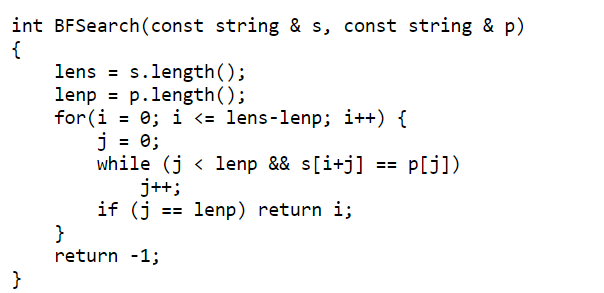 int BFSearch(const string & s, const string & p)
{
    lens = s.length();
    lenp = p.length();
    for(i = 0; i <= lens-lenp; i++) {
        j = 0;
        while (j < lenp && s[i+j] == p[j])
            j++;
        if (j == lenp) return i;
    }
    return -1;
}